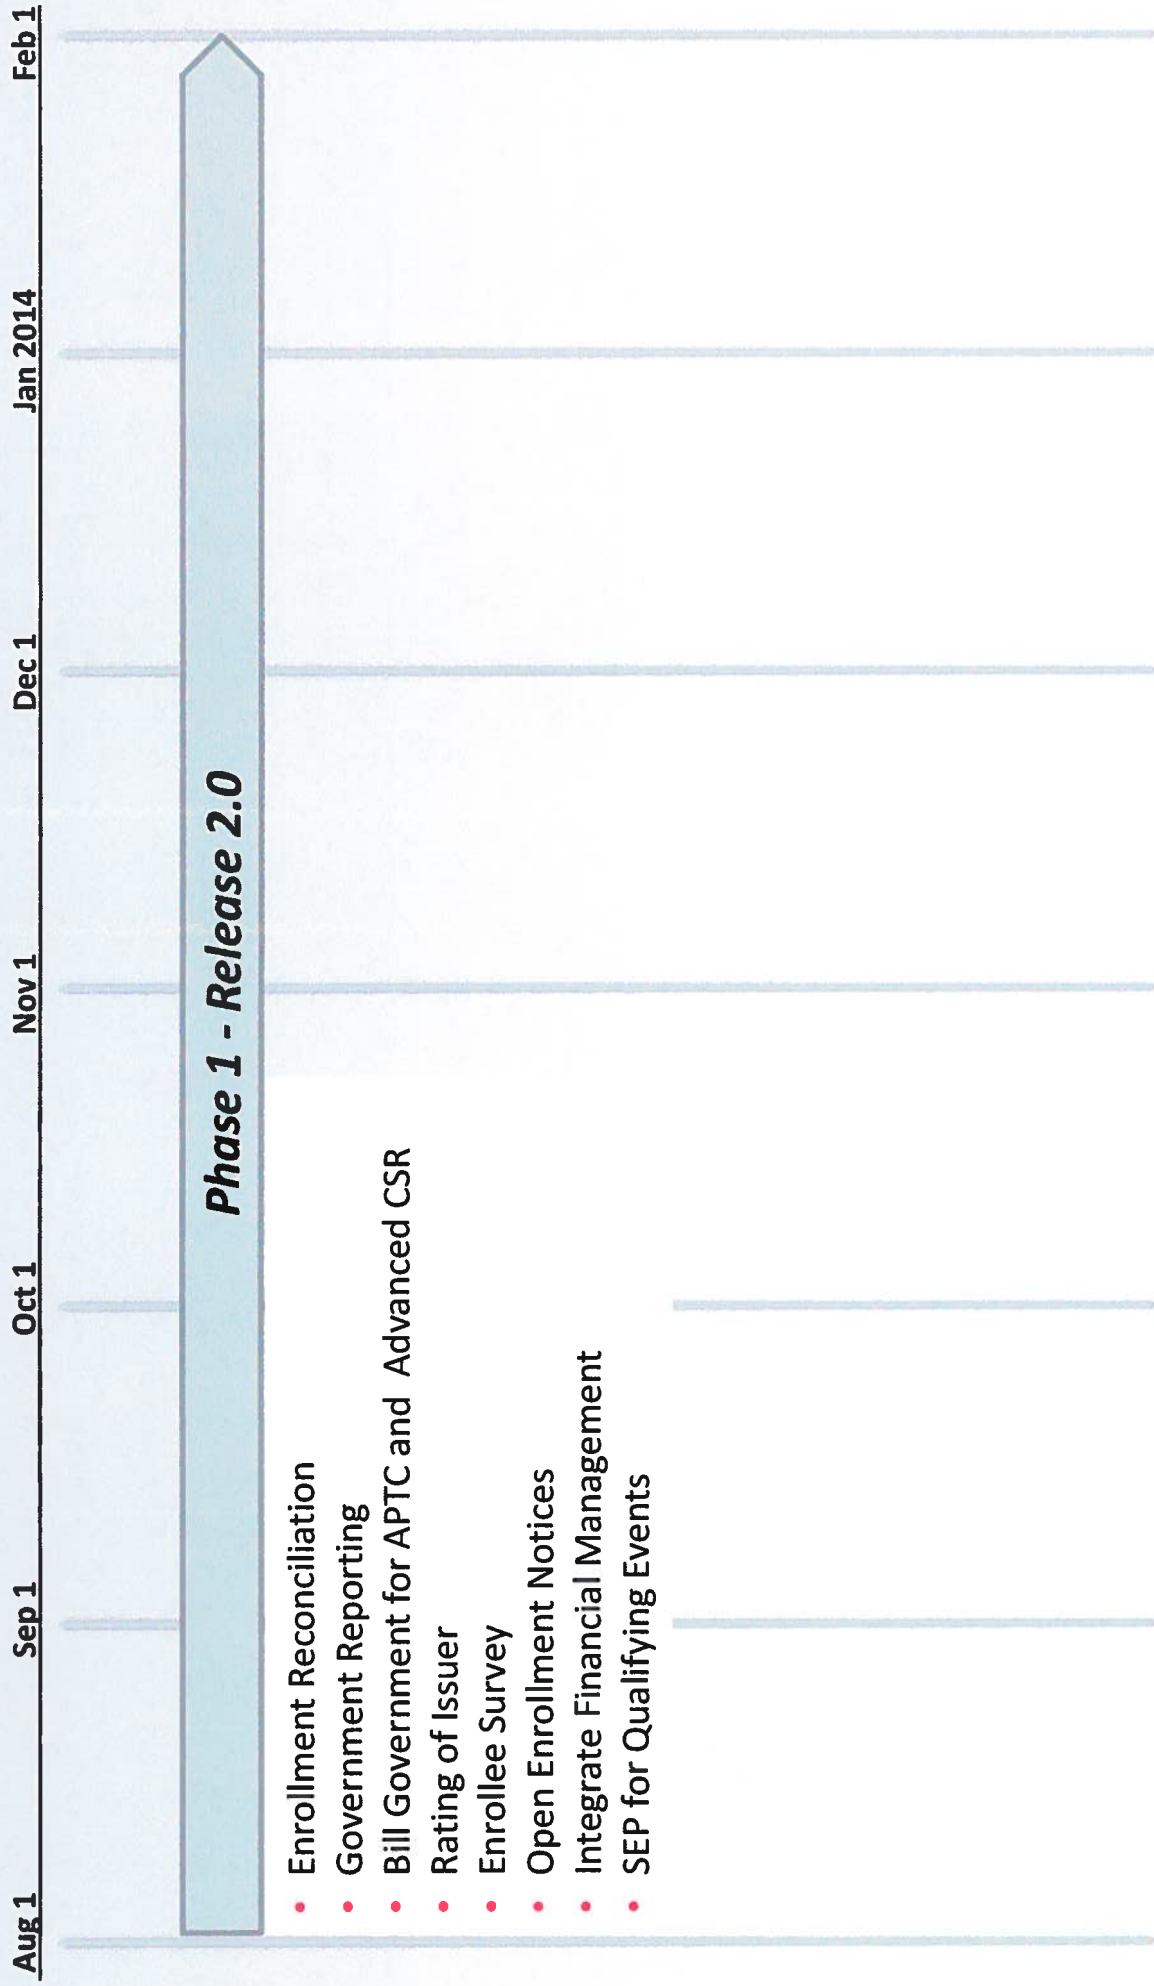 Aug 1
Sep 1
Oct 1
Nov 1
Dec 1
Jan 2014
Feb 1
Phase 1 - Release 2.0
• Enrollment Reconciliation
• Government Reporting
• Bill Government for APTC and Advanced CSR
• Rating of Issuer
• Enrollee Survey
• Open Enrollment Notices
• Integrate Financial Management
• SEP for Qualifying Events